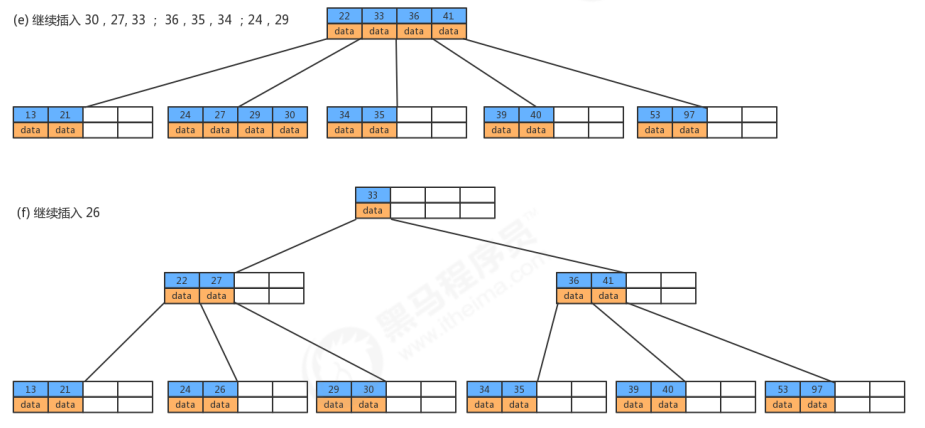 (e) 继续插入 30，27, 33 ； 36，35，34 ；24，29
22 33 36 41
data data data data
13 21 24 27 29 30 34 35 39 40 53 97
data data data data data data data data data data data data
33
(f) 继续插入 26
data
22 27 36 41
data data data data
黑马程序员
www.itheima.com
13 21 24 26 29 30 34 35 39 40 53 97
data data data data data data data data data data data data